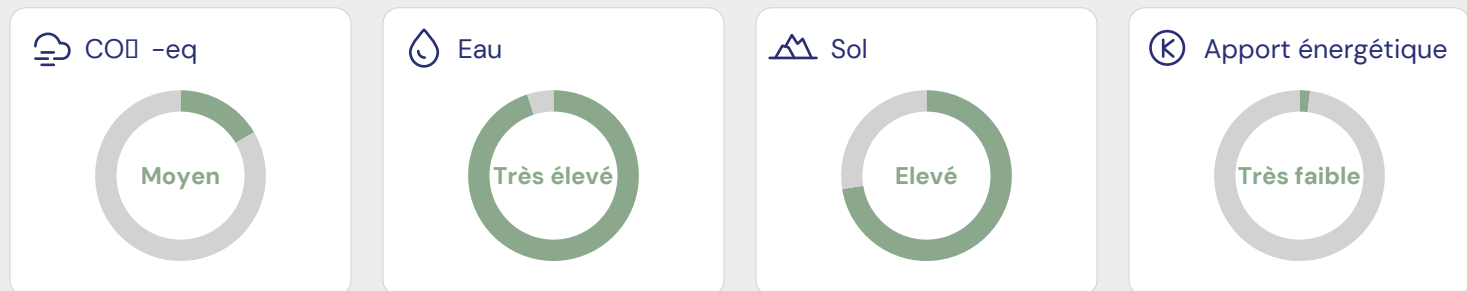 CO▯ -eq
Moyen
Eau
Très élevé
Sol
Elevé
Apport énergétique
Très faible